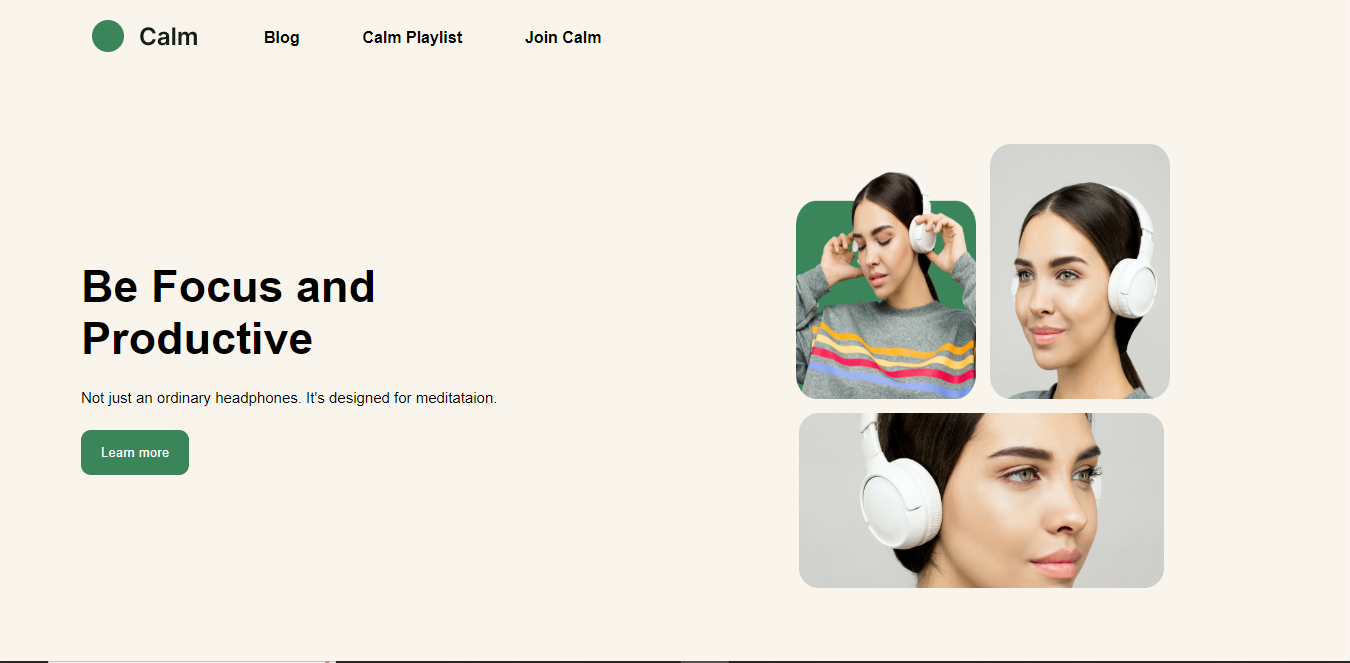 Calm
Blog
Calm Playlist
Join Calm
Be Focus and
Productive
Not just an ordinary headphones. It's designed for meditataion.
Learn more